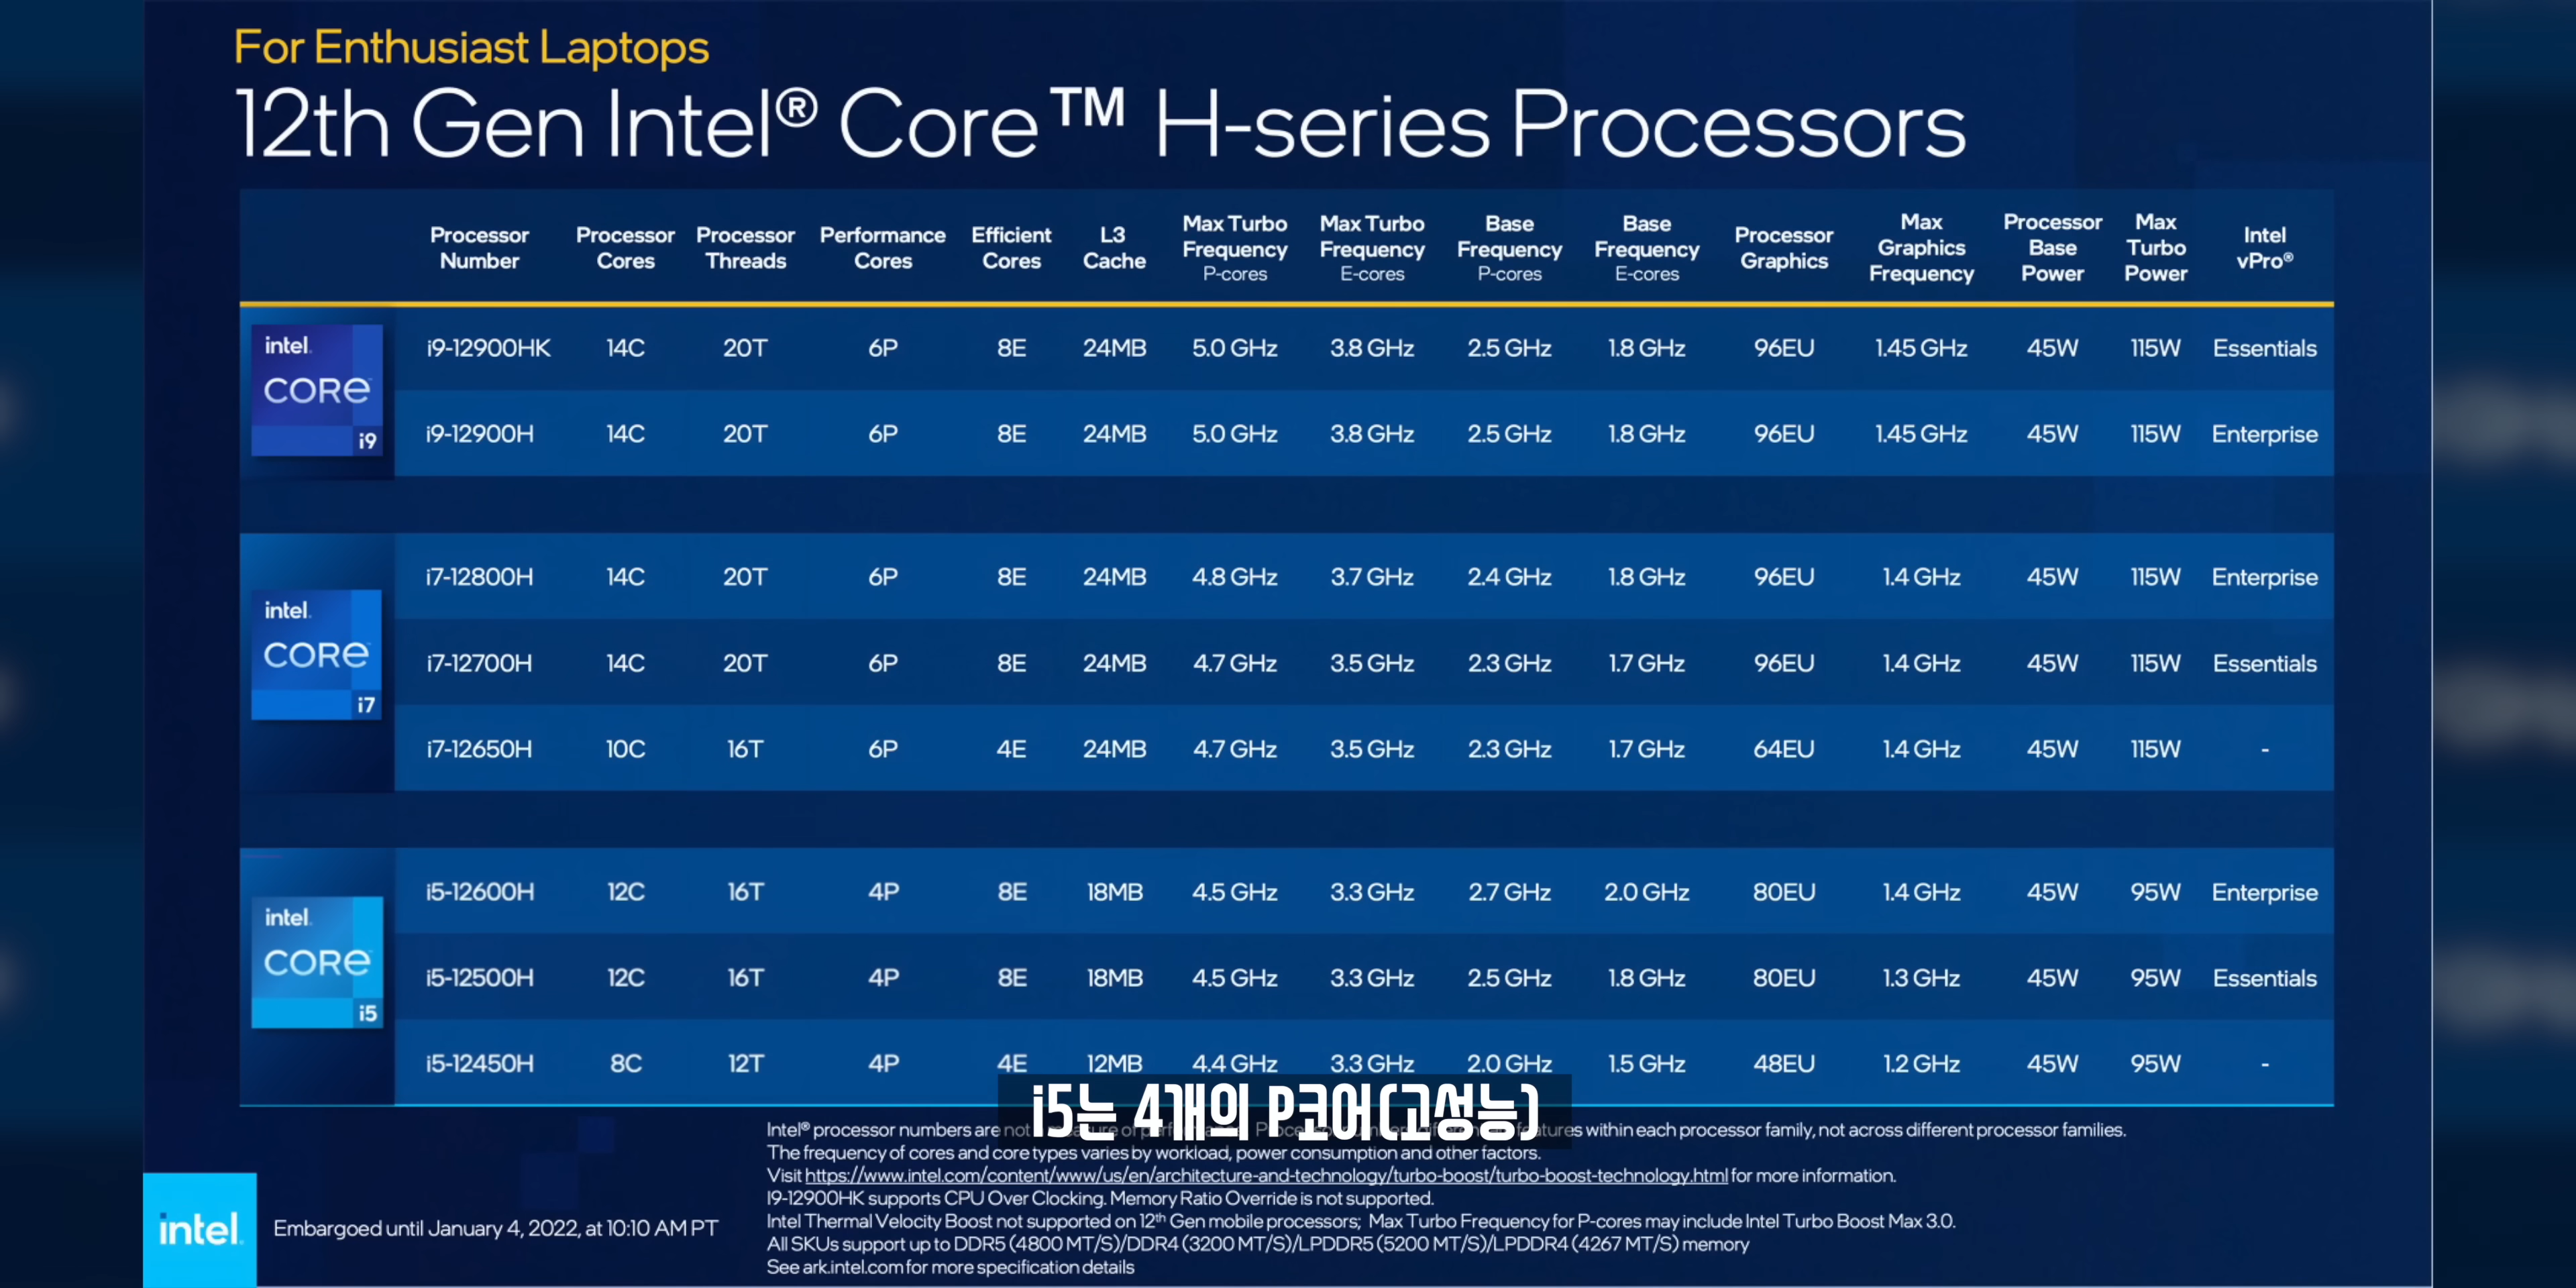 For Enthusiast Laptops
12th Gen Intel® Core™ H-series Processors
Processor Number Processor Cores Processor Threads Performance Cores Efficient Cores L3 Cache Max Turbo Frequency P-cores Max Turbo Frequency E-cores Base Frequency P-cores Base Frequency E-cores Processor Graphics Max Graphics Frequency Processor Base Power Max Turbo Power Intel vPro®
intel.
CORe
i9
i9-12900HK 14C 20T 6P 8E 24MB 5.0 GHz 3.8 GHz 2.5 GHz 1.8 GHz 96EU 1.45 GHz 45W 115W Essentials
i9-12900H 14C 20T 6P 8E 24MB 5.0 GHz 3.8 GHz 2.5 GHz 1.8 GHz 96EU 1.45 GHz 45W 115W Enterprise
intel.
CORe
i7
i7-12800H 14C 20T 6P 8E 24MB 4.8 GHz 3.7 GHz 2.4 GHz 1.8 GHz 96EU 1.4 GHz 45W 115W Enterprise
i7-12700H 14C 20T 6P 8E 24MB 4.7 GHz 3.5 GHz 2.3 GHz 1.7 GHz 96EU 1.4 GHz 45W 115W Essentials
i7-12650H 10C 16T 6P 4E 24MB 4.7 GHz 3.5 GHz 2.3 GHz 1.7 GHz 64EU 1.4 GHz 45W 115W -
intel.
CORe
i5
i5-12600H 12C 16T 4P 8E 18MB 4.5 GHz 3.3 GHz 2.7 GHz 2.0 GHz 80EU 1.4 GHz 45W 95W Enterprise
i5-12500H 12C 16T 4P 8E 18MB 4.5 GHz 3.3 GHz 2.5 GHz 1.8 GHz 80EU 1.3 GHz 45W 95W Essentials
i5-12450H 8C 12T 4P 4E 12MB 4.4 GHz 3.3 GHz 2.0 GHz 1.5 GHz 48EU 1.2 GHz 45W 95W -
i5는 4개의 P코어(고성능)
Intel® processor numbers are not within each processor family, not across different processor families.
The frequency of cores and core types varies by workload, power consumption and other factors.
Visit https://www.intel.com/content/www/us/en/architecture-and-technology/turbo-boost/turbo-boost-technology.html for more information.
I9-12900HK supports CPU Over Clocking. Memory Ratio Override is not supported.
Intel Thermal Velocity Boost not supported on 12th Gen mobile processors; Max Turbo Frequency for P-cores may include Intel Turbo Boost Max 3.0.
All SKUs support up to DDR5 (4800 MT/S)/DDR4 (3200 MT/S)/LPDDR5 (5200 MT/S)/LPDDR4 (4267 MT/S) memory
See ark.intel.com for more specification details
intel.
Embargoed until January 4, 2022, at 10:10 AM PT